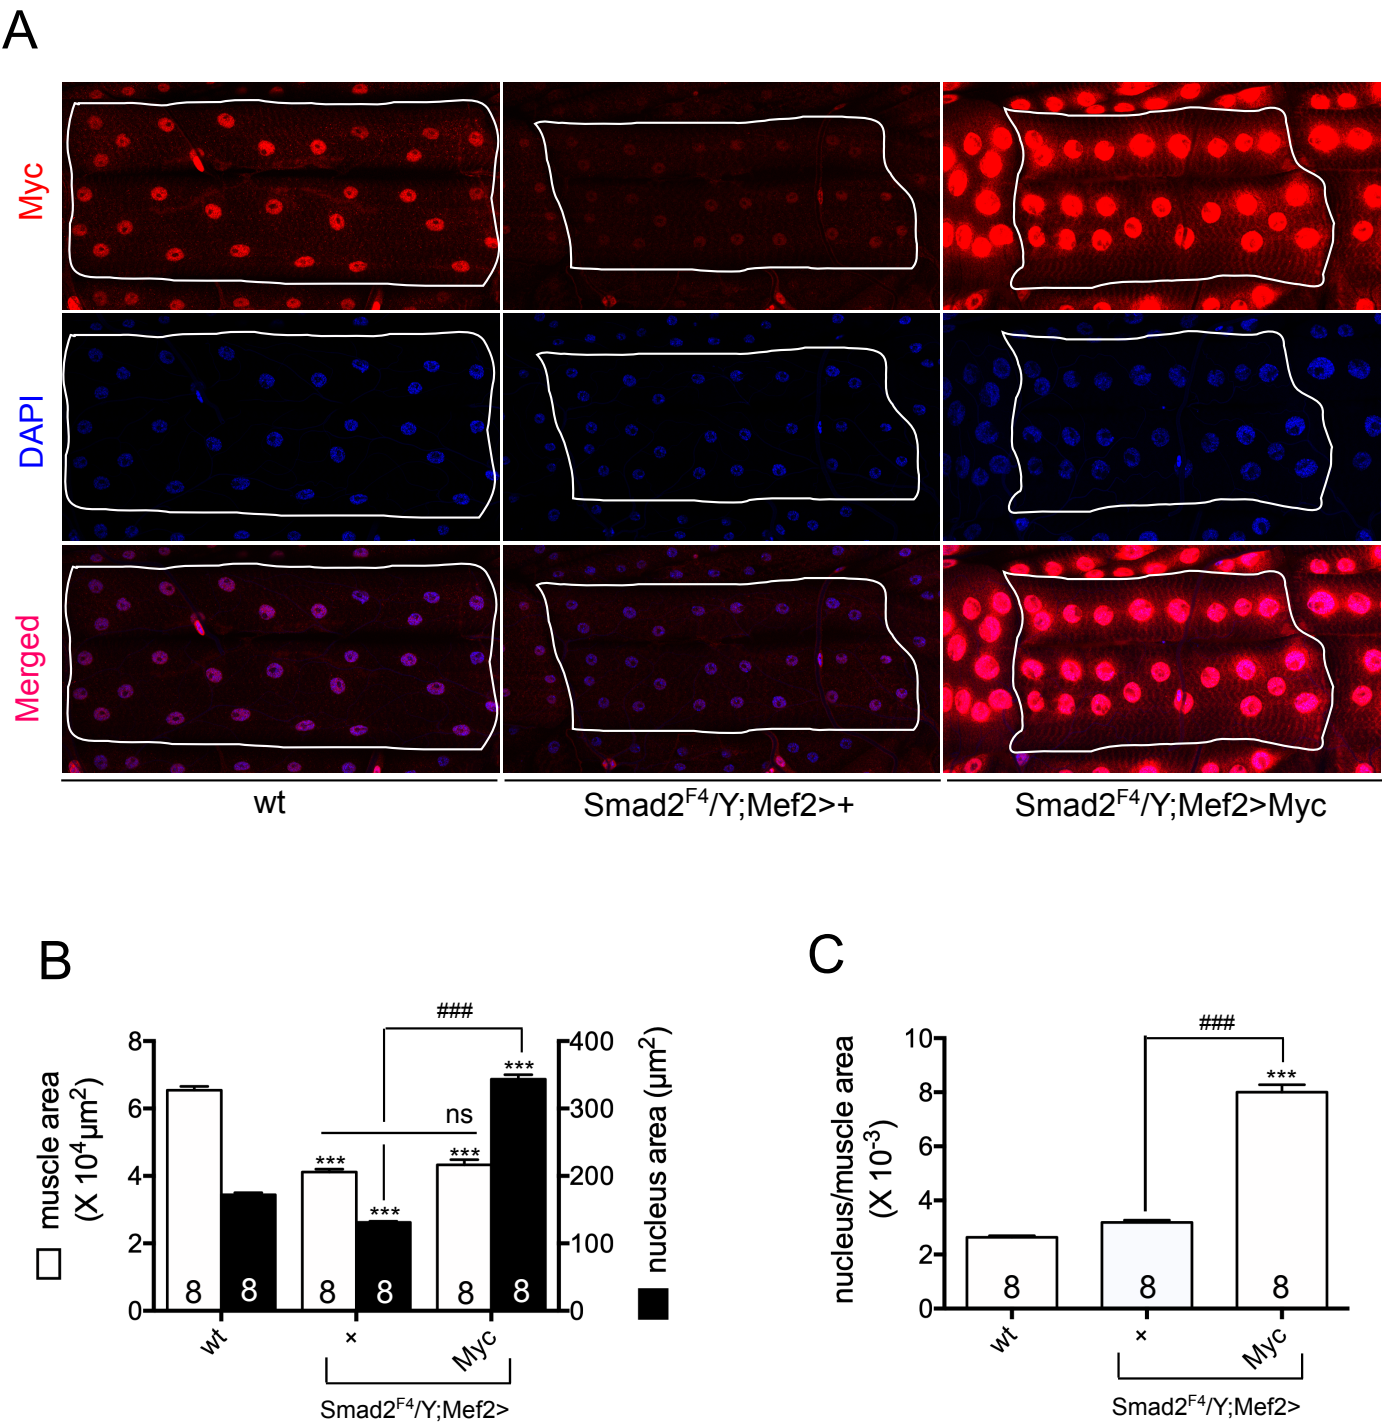 A
Myc
DAPI
Merged
wt
Smad2F4/Y;Mef2>+
Smad2F4/Y;Mef2>Myc
B
muscle area
(X 10⁴µm²)
8
6
4
2
0
###
ns
***
***
***
***
8
8
8
8
8
8
400
300
200
100
0
nucleus area (µm²)
wt
+
Myc
Smad2F4/Y;Mef2>
C
nucleus/muscle area
(X 10⁻³)
10
8
6
4
2
0
###
***
8
8
8
wt
+
Myc
Smad2F4/Y;Mef2>